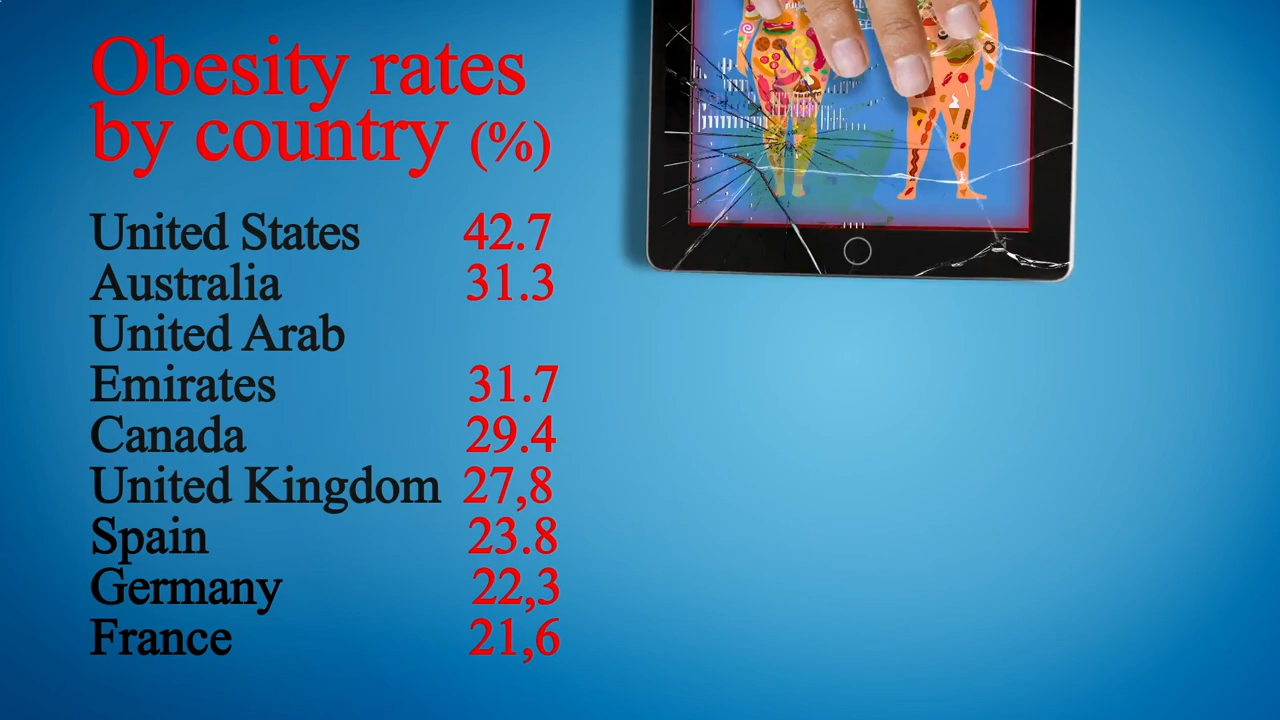 Obesity rates
by country (%)
United States 42.7
Australia 31.3
United Arab
Emirates 31.7
Canada 29.4
United Kingdom 27,8
Spain 23.8
Germany 22,3
France 21,6